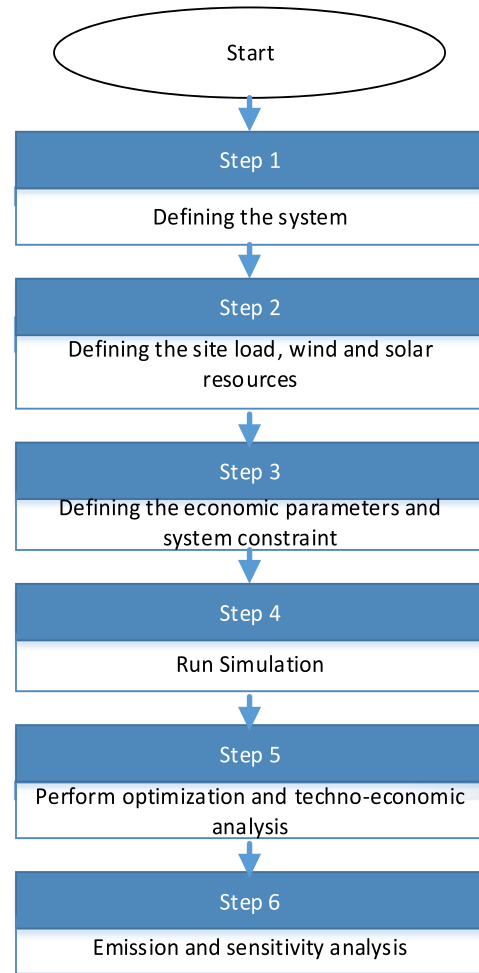 Start
Step 1
Defining the system
Step 2
Defining the site load, wind and solar
resources
Step 3
Defining the economic parameters and
system constraint
Step 4
Run Simulation
Step 5
Perform optimization and techno-economic
analysis
Step 6
Emission and sensitivity analysis